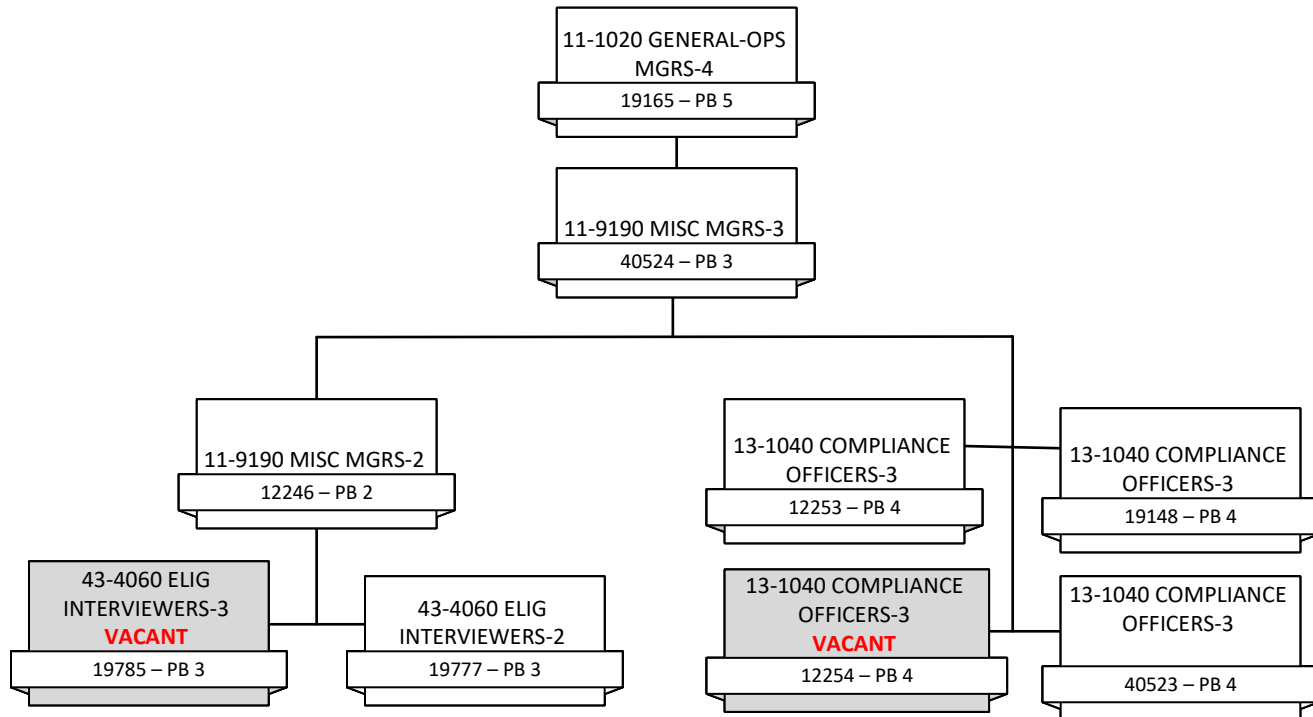 11-1020 GENERAL-OPS
MGRS-4
19165 – PB 5
11-9190 MISC MGRS-3
40524 – PB 3
11-9190 MISC MGRS-2
12246 – PB 2
13-1040 COMPLIANCE
OFFICERS-3
12253 – PB 4
13-1040 COMPLIANCE
OFFICERS-3
19148 – PB 4
43-4060 ELIG
INTERVIEWERS-3
VACANT
19785 – PB 3
43-4060 ELIG
INTERVIEWERS-2
19777 – PB 3
13-1040 COMPLIANCE
OFFICERS-3
VACANT
12254 – PB 4
13-1040 COMPLIANCE
OFFICERS-3
40523 – PB 4